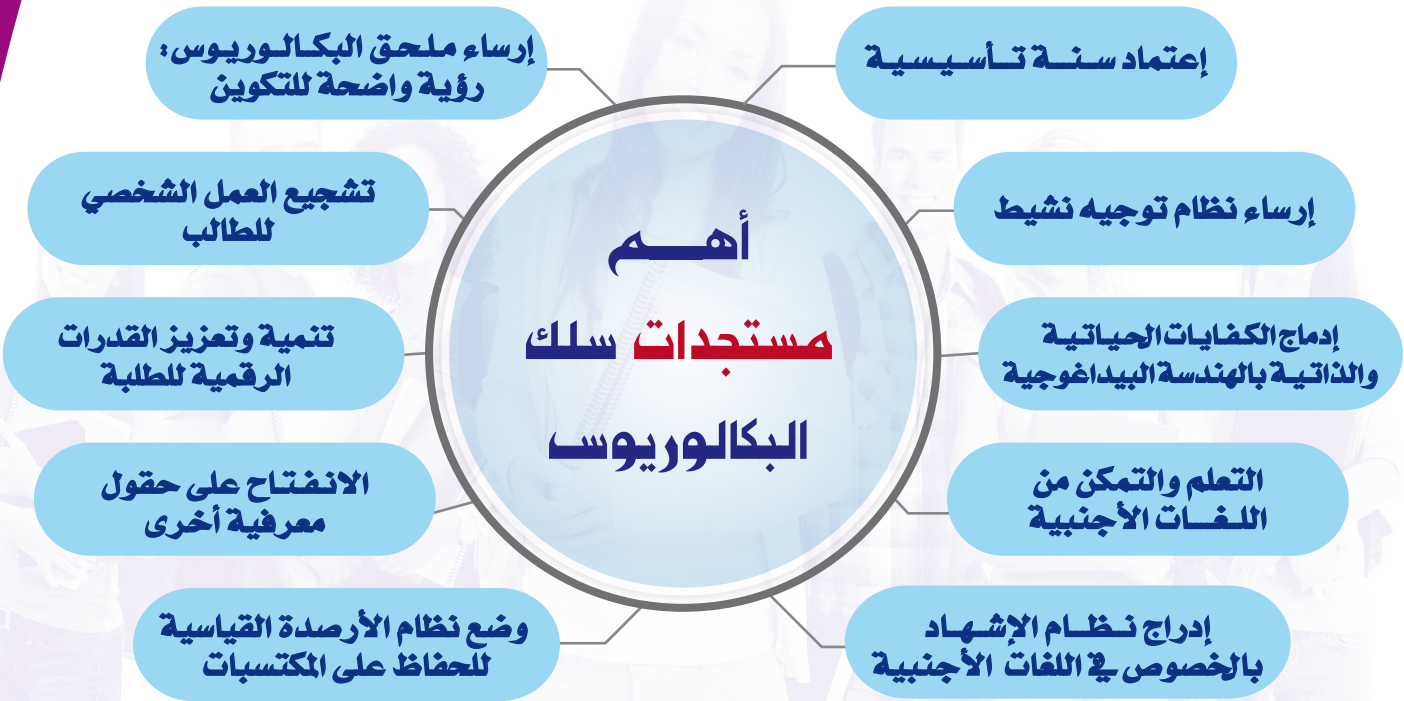 أهم
مستجدات سلك
البكالوريوس
إعتماد سنة تأسيسية
إرساء نظام توجيه نشيط
إدماج الكفايات الحياتية
والذاتية بالهندسة البيداغوجية
التعلم والتمكن من
اللغات الأجنبية
إدراج نظام الإشهاد
بالخصوص في اللغات الأجنبية
إرساء ملحق البكالوريوس:
رؤية واضحة للتكوين
تشجيع العمل الشخصي
للطالب
تنمية وتعزيز القدرات
الرقمية للطلبة
الانفتاح على حقول
معرفية أخرى
وضع نظام الأرصدة القياسية
للحفاظ على المكتسبات